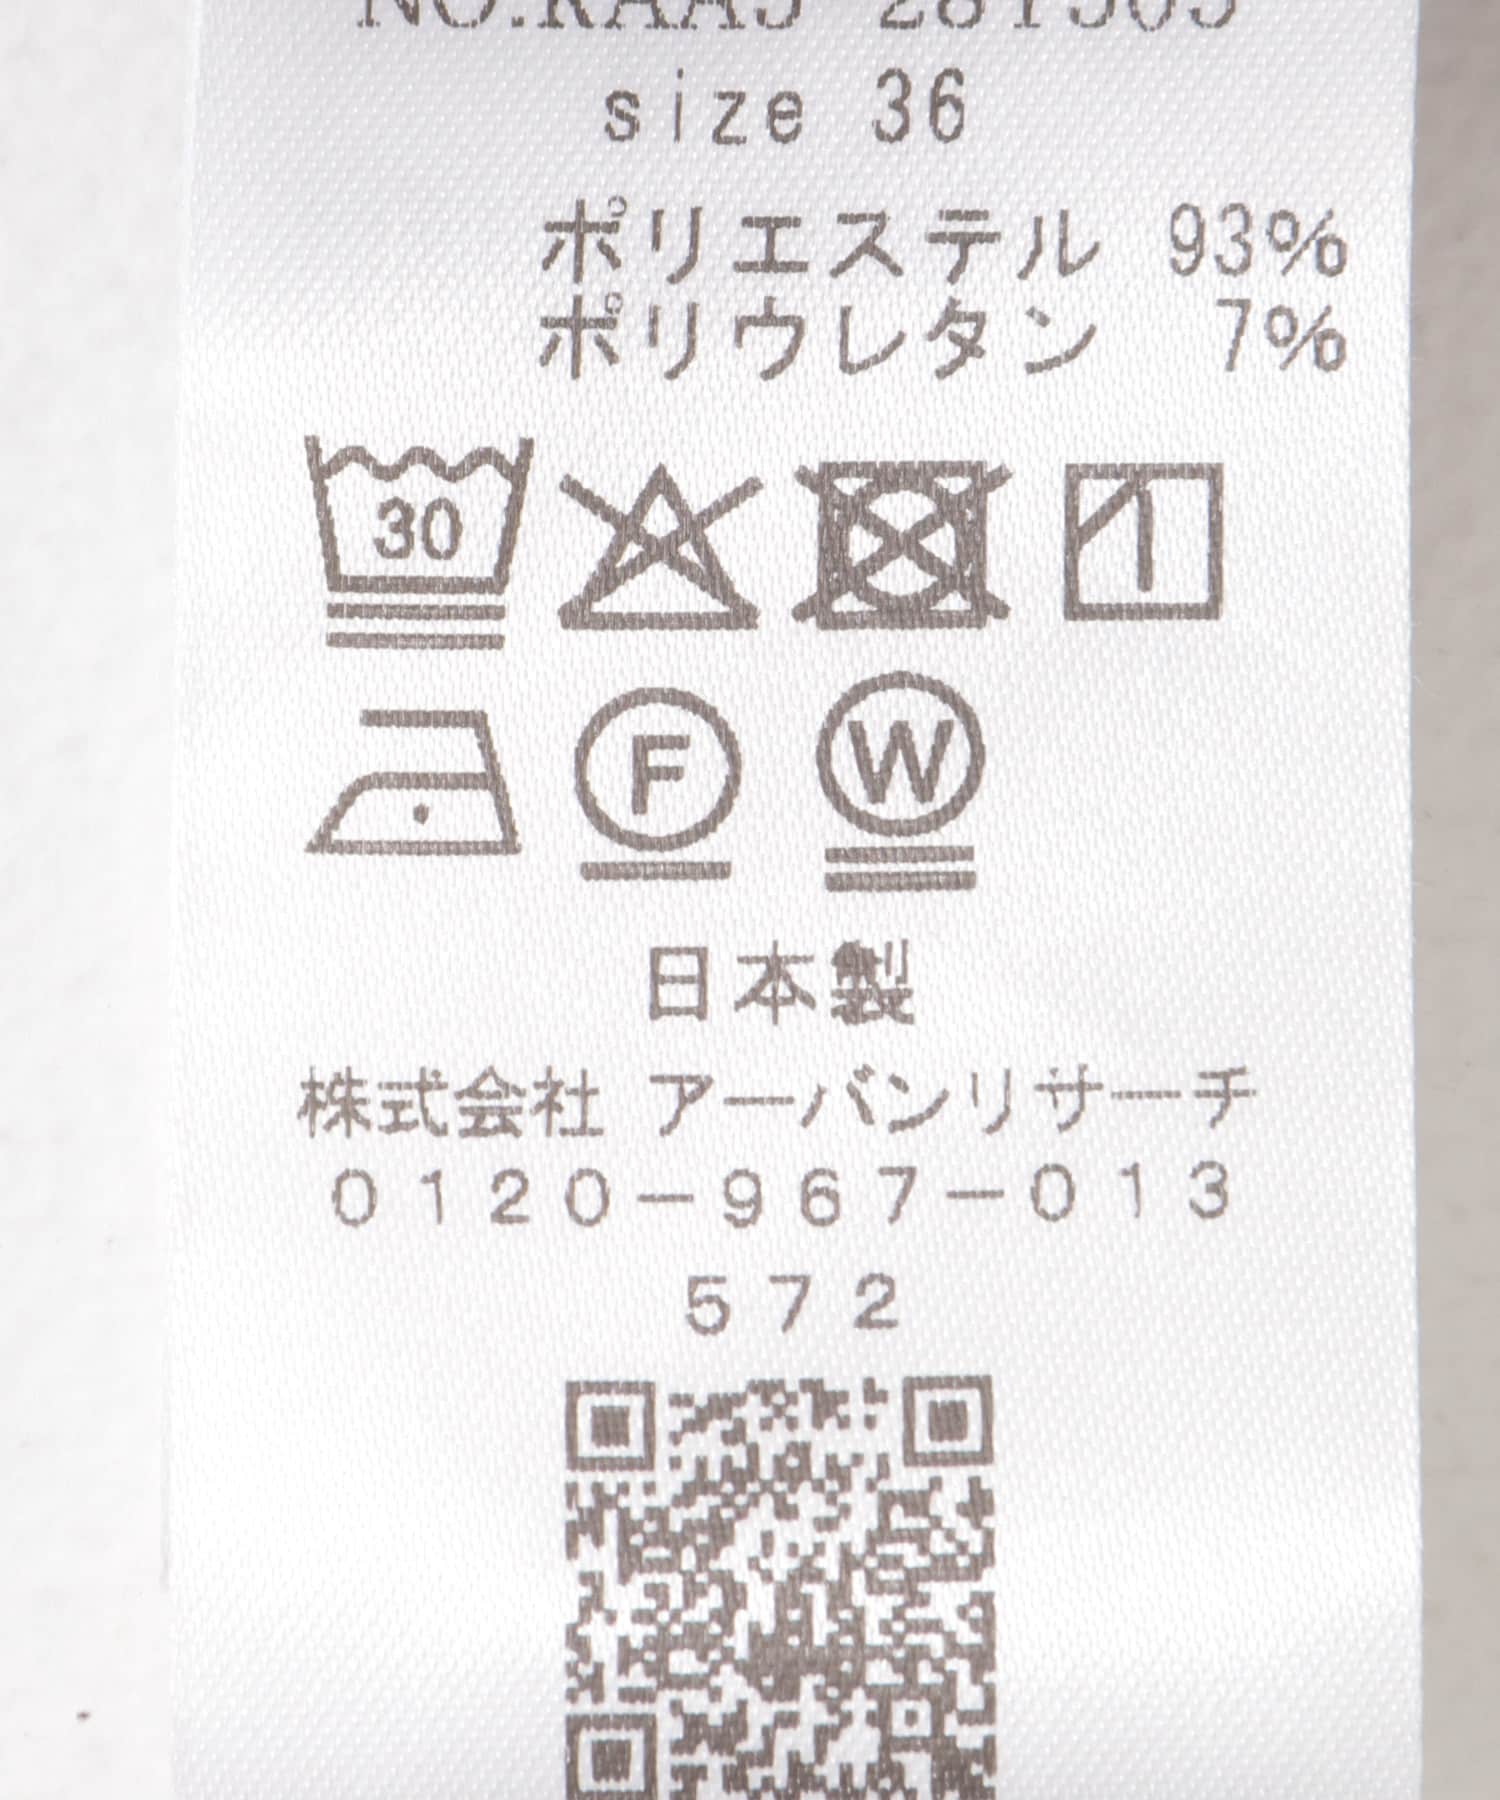 size 36
ポリエステル 93%
ポリウレタン 7%
30
F
W
日本製
株式会社 アーバンリサーチ
0120-967-013
572